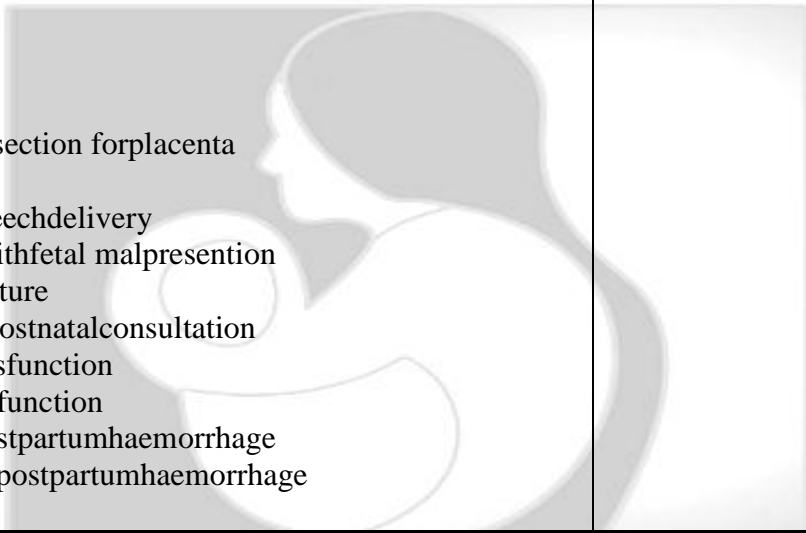 section forplacenta
eechdelivery
ithfetal malpresention
ture
ostnatalconsultation
sfunction
function
stpartumhaemorrhage
postpartumhaemorrhage